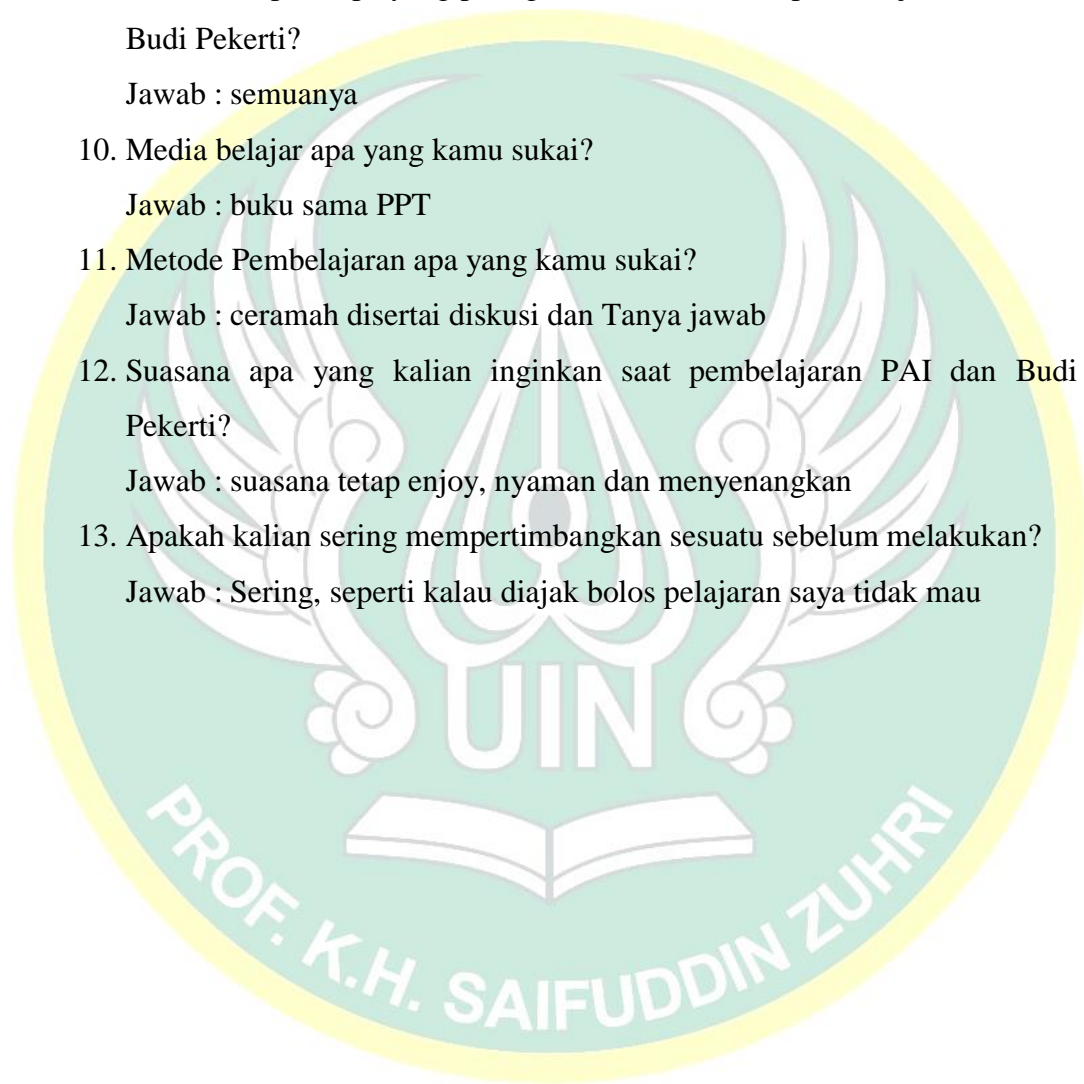 Budi Pekerti?
Jawab : semuanya
10. Media belajar apa yang kamu sukai?
Jawab : buku sama PPT
11. Metode Pembelajaran apa yang kamu sukai?
Jawab : ceramah disertai diskusi dan Tanya jawab
12. Suasana apa yang kalian inginkan saat pembelajaran PAI dan Budi
Pekerti?
Jawab : suasana tetap enjoy, nyaman dan menyenangkan
13. Apakah kalian sering mempertimbangkan sesuatu sebelum melakukan?
Jawab : Sering, seperti kalau diajak bolos pelajaran saya tidak mau
UIN
PROF. K.H. SAIFUDDIN ZUHRI